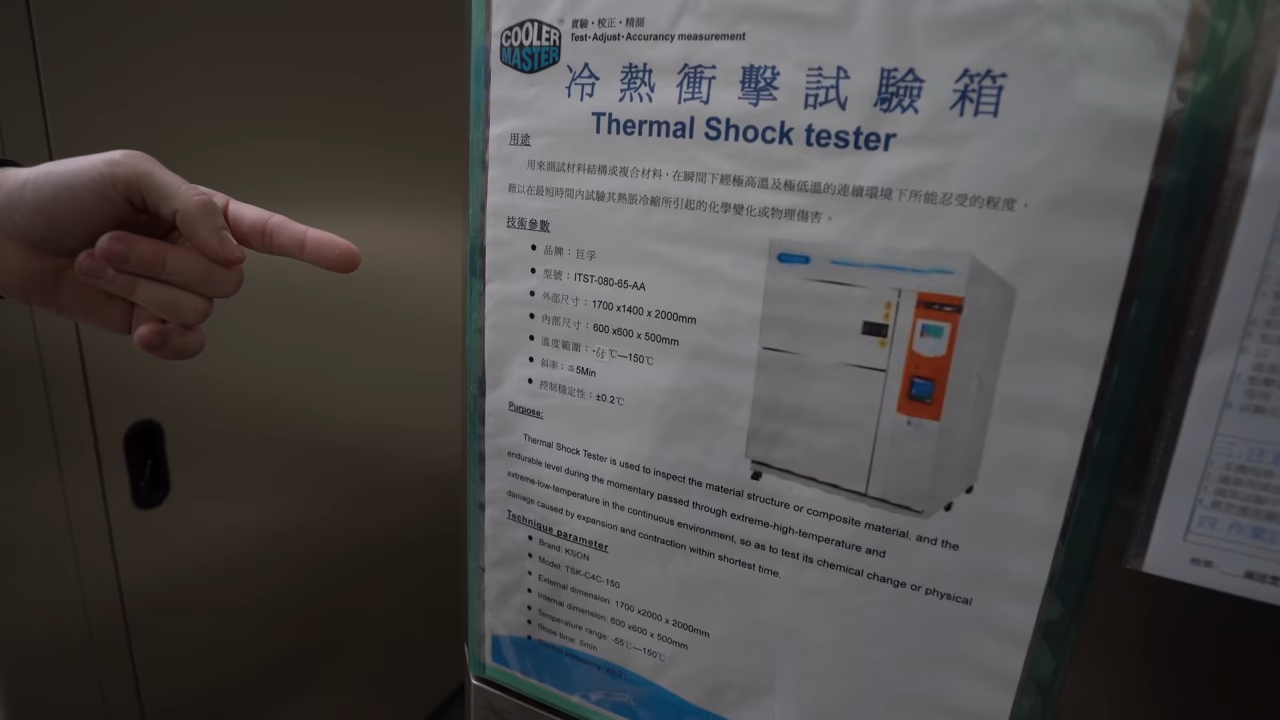 COOLER
MASTER
®
實驗・校正・精測
Test・Adjust・Accurancy measurement
冷熱衝擊試驗箱
Thermal Shock tester
用途
用來測試材料結構或複合材料，在瞬間下經極高溫及極低溫的連續環境下所能忍受的程度，
藉以在最短時間內試驗其熱脹冷縮所引起的化學變化或物理傷害。
技術參數
● 品牌：巨孚
● 型號：ITST-080-65-AA
● 外部尺寸：1700 x1400 x 2000mm
● 內部尺寸：600 x600 x 500mm
● 溫度範圍：-65℃—150℃
● 斜率：≦5Min
● 控制穩定性：±0.2℃
Purpose:
Thermal Shock Tester is used to inspect the material structure or composite material, and the
endurable level during the momentary passed through extreme-high-temperature and
extreme-low-temperature in the continuous environment, so as to test its chemical change or physical
damage caused by expansion and contraction within shortest time.
Technique parameter
● Brand: KSON
● Model: TSK-C4C-150
● External dimension: 1700 x2000 x 2000mm
● Internal dimension: 600 x600 x 500mm
● Temperature range: -55℃—150℃
● Slope time: 5min